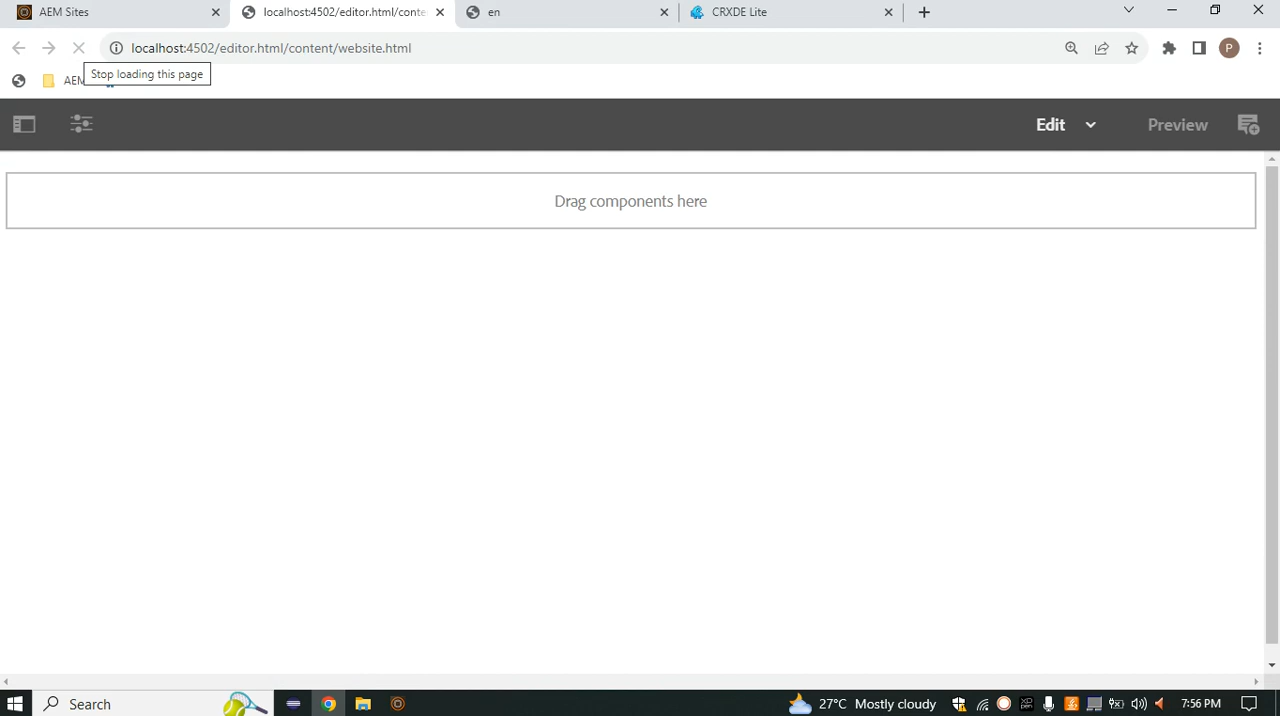 AEM Sites
localhost:4502/editor.html/conte
en
CRXDE Lite
localhost:4502/editor.html/content/website.html
P
AEM
Stop loading this page
Edit
Preview
Drag components here
Search
27°C Mostly cloudy
7:56 PM